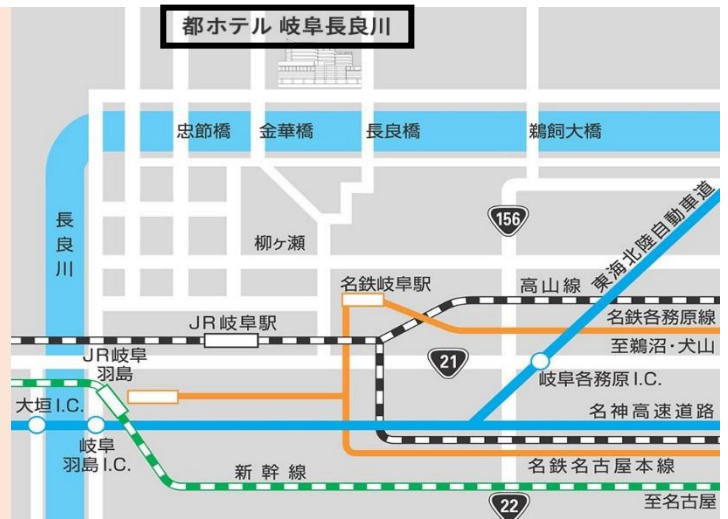 都ホテル 岐阜長良川
忠節橋
金華橋
長良橋
鵜飼大橋
長良川
156
東海北陸自動車道
柳ヶ瀬
名鉄岐阜駅
高山線
JR岐阜駅
名鉄各務原線
至鵜沼・犬山
JR岐阜
羽島
21
岐阜各務原I.C.
大垣I.C.
名神高速道路
岐阜
羽島I.C.
新幹線
名鉄名古屋本線
22
至名古屋